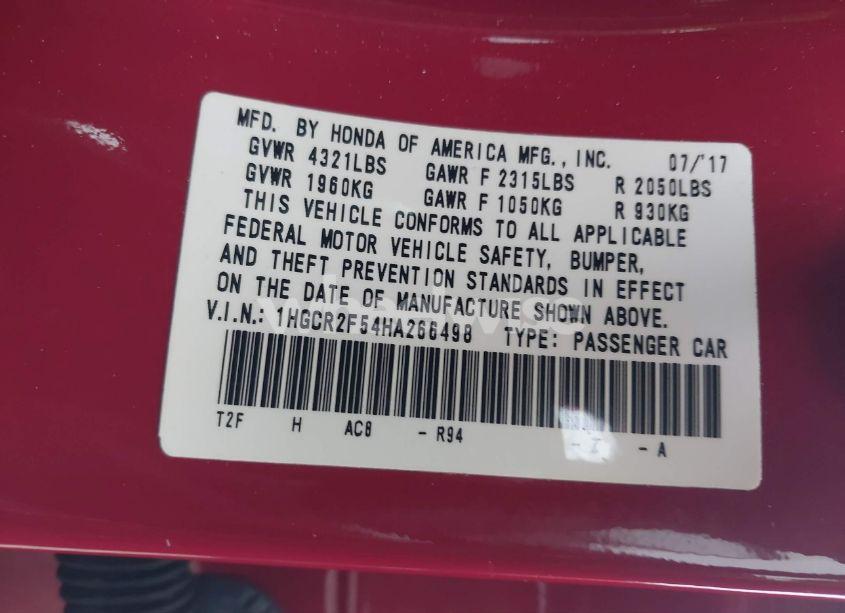 MFD. BY HONDA OF AMERICA MFG., INC. 07/'17
GVWR 4321LBS GAWR F 2315LBS R 2050LBS
GVWR 1960KG GAWR F 1050KG R 930KG
THIS VEHICLE CONFORMS TO ALL APPLICABLE
FEDERAL MOTOR VEHICLE SAFETY, BUMPER,
AND THEFT PREVENTION STANDARDS IN EFFECT
ON THE DATE OF MANUFACTURE SHOWN ABOVE.
V.I.N.: 1HGCR2F54HA266498 TYPE: PASSENGER CAR
T2F H AC8 - R94 - I - A